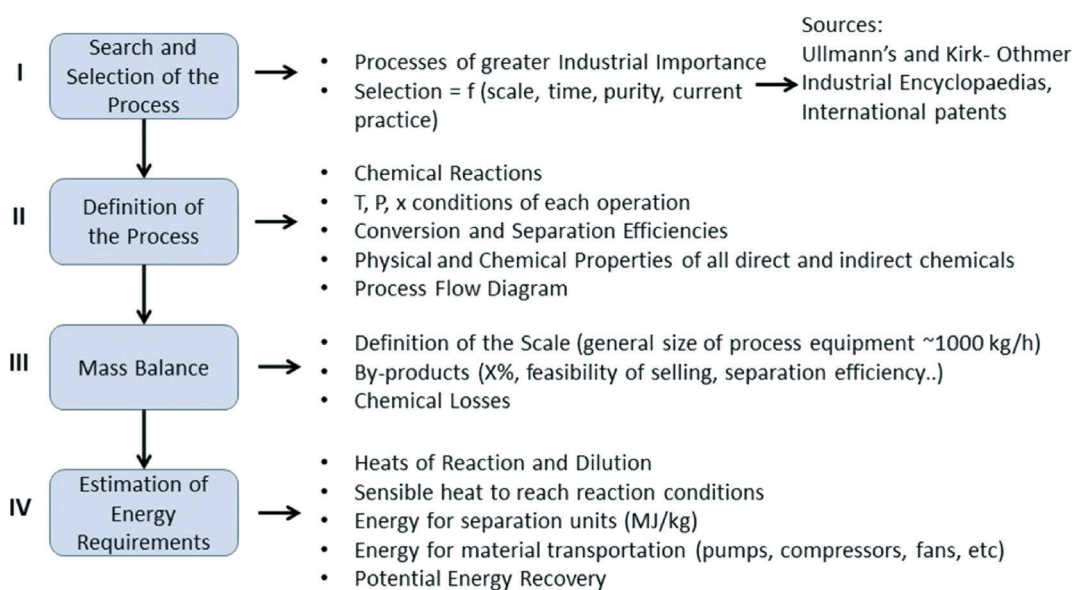 I
Search and
Selection of the
Process
• Processes of greater Industrial Importance
• Selection = f (scale, time, purity, current
practice)
Sources:
Ullmann's and Kirk- Othmer
Industrial Encyclopaedias,
International patents
II
Definition of
the Process
• Chemical Reactions
• T, P, x conditions of each operation
• Conversion and Separation Efficiencies
• Physical and Chemical Properties of all direct and indirect chemicals
• Process Flow Diagram
III
Mass Balance
• Definition of the Scale (general size of process equipment ~1000 kg/h)
• By-products (X%, feasibility of selling, separation efficiency..)
• Chemical Losses
IV
Estimation of
Energy
Requirements
• Heats of Reaction and Dilution
• Sensible heat to reach reaction conditions
• Energy for separation units (MJ/kg)
• Energy for material transportation (pumps, compressors, fans, etc)
• Potential Energy Recovery